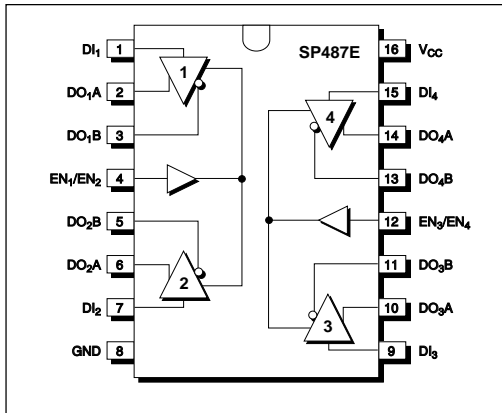 SP487E
DI₁ 1
DO₁A 2
DO₁B 3
EN₁/EN₂ 4
DO₂B 5
DO₂A 6
DI₂ 7
GND 8
16 V_CC
15 DI₄
14 DO₄A
13 DO₄B
12 EN₃/EN₄
11 DO₃B
10 DO₃A
9 DI₃
1
4
2
3